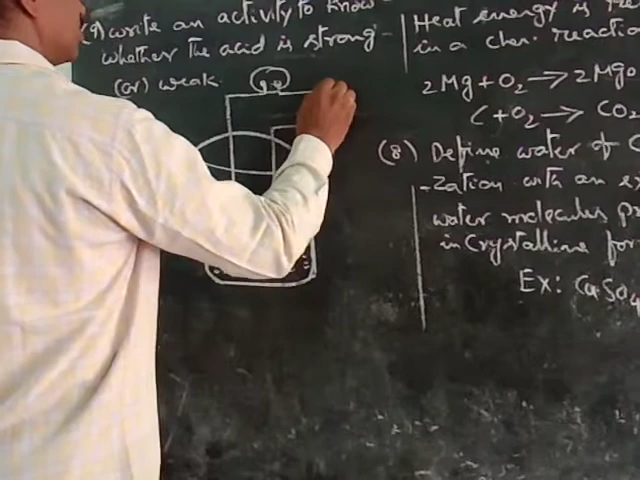 (9) write an activity to know
whether the acid is strong
(or) weak.
Heat energy is
in a chem. reaction
2Mg + O₂ → 2MgO
C + O₂ → CO₂
(8) Define water of C
-zation with an ex
water molecules p
in Crystalline for
Ex: CuSO₄